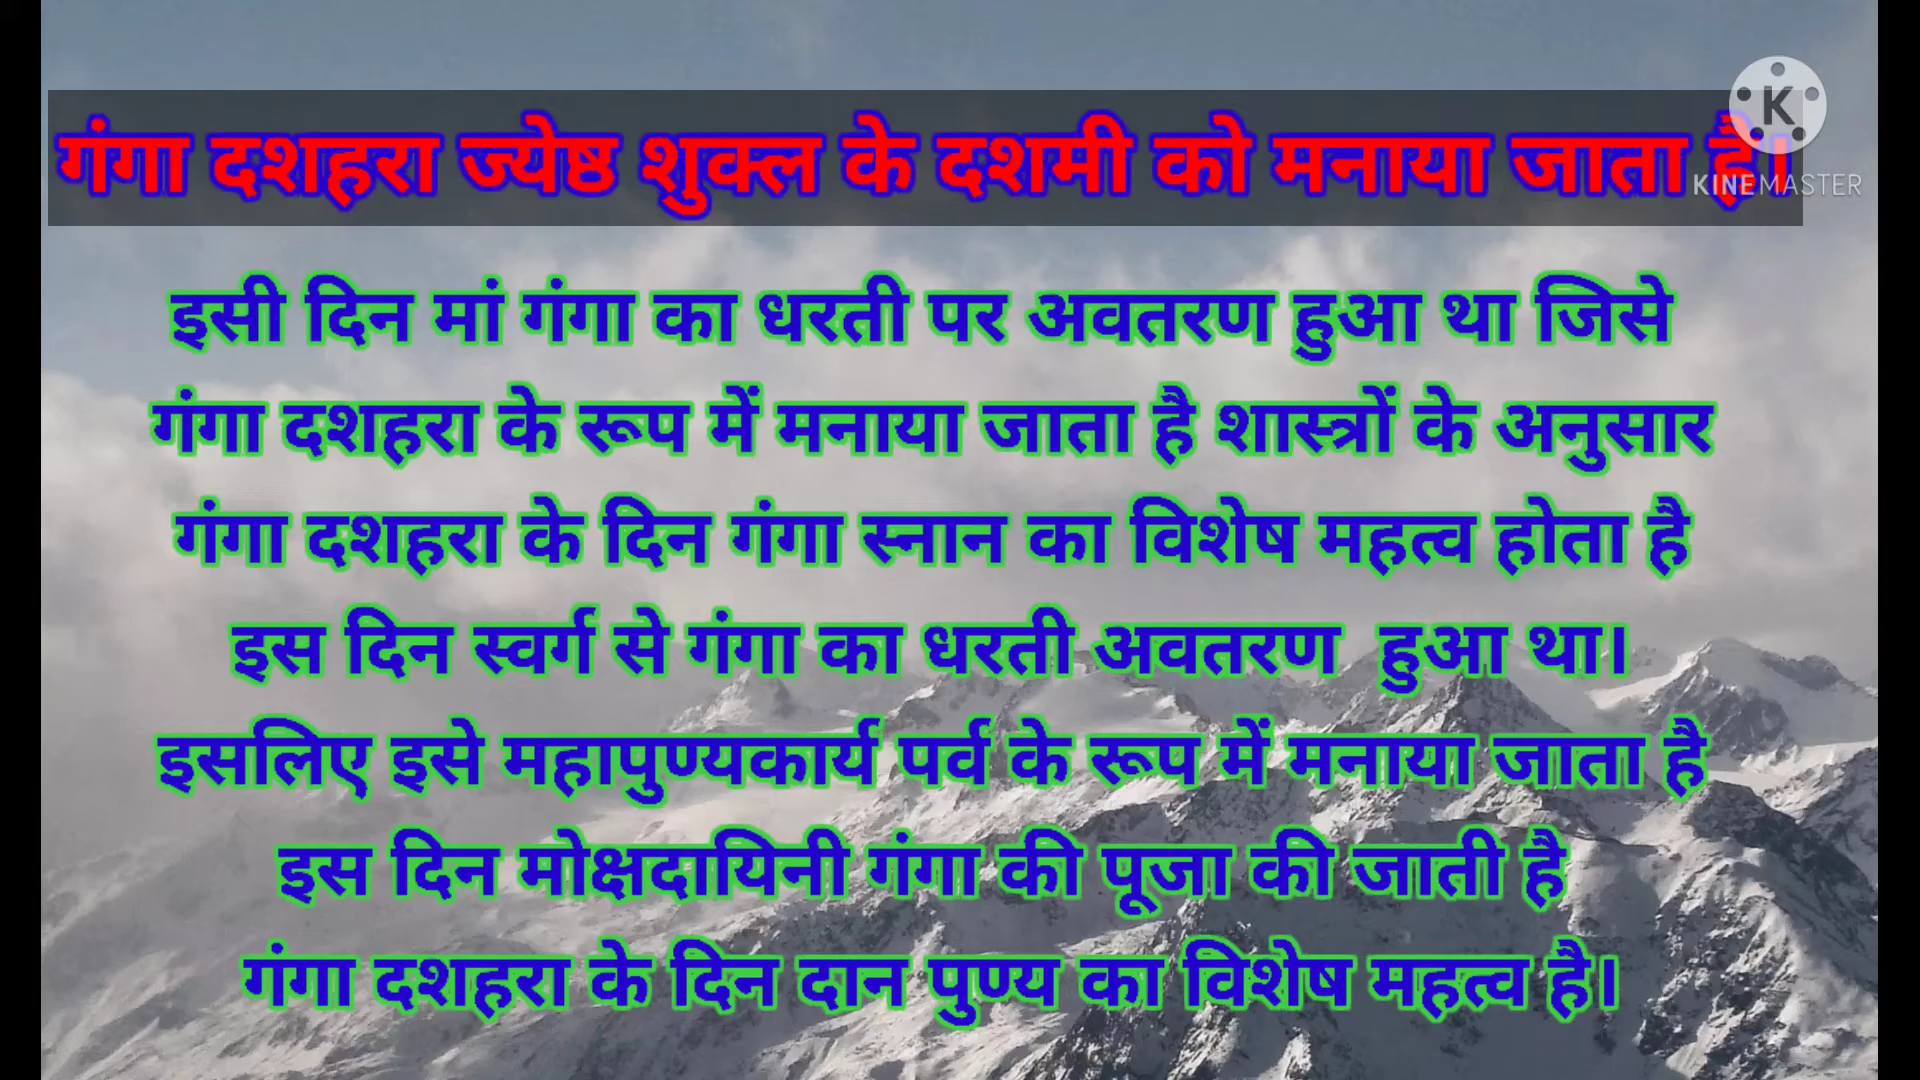 गंगा दशहरा ज्येष्ठ शुक्ल के दशमी को मनाया जाता है।
KINEMASTER
इसी दिन मां गंगा का धरती पर अवतरण हुआ था जिसे
गंगा दशहरा के रूप में मनाया जाता है शास्त्रों के अनुसार
गंगा दशहरा के दिन गंगा स्नान का विशेष महत्व होता है
इस दिन स्वर्ग से गंगा का धरती अवतरण हुआ था।
इसलिए इसे महापुण्यकार्य पर्व के रूप में मनाया जाता है
इस दिन मोक्षदायिनी गंगा की पूजा की जाती है
गंगा दशहरा के दिन दान पुण्य का विशेष महत्व है।